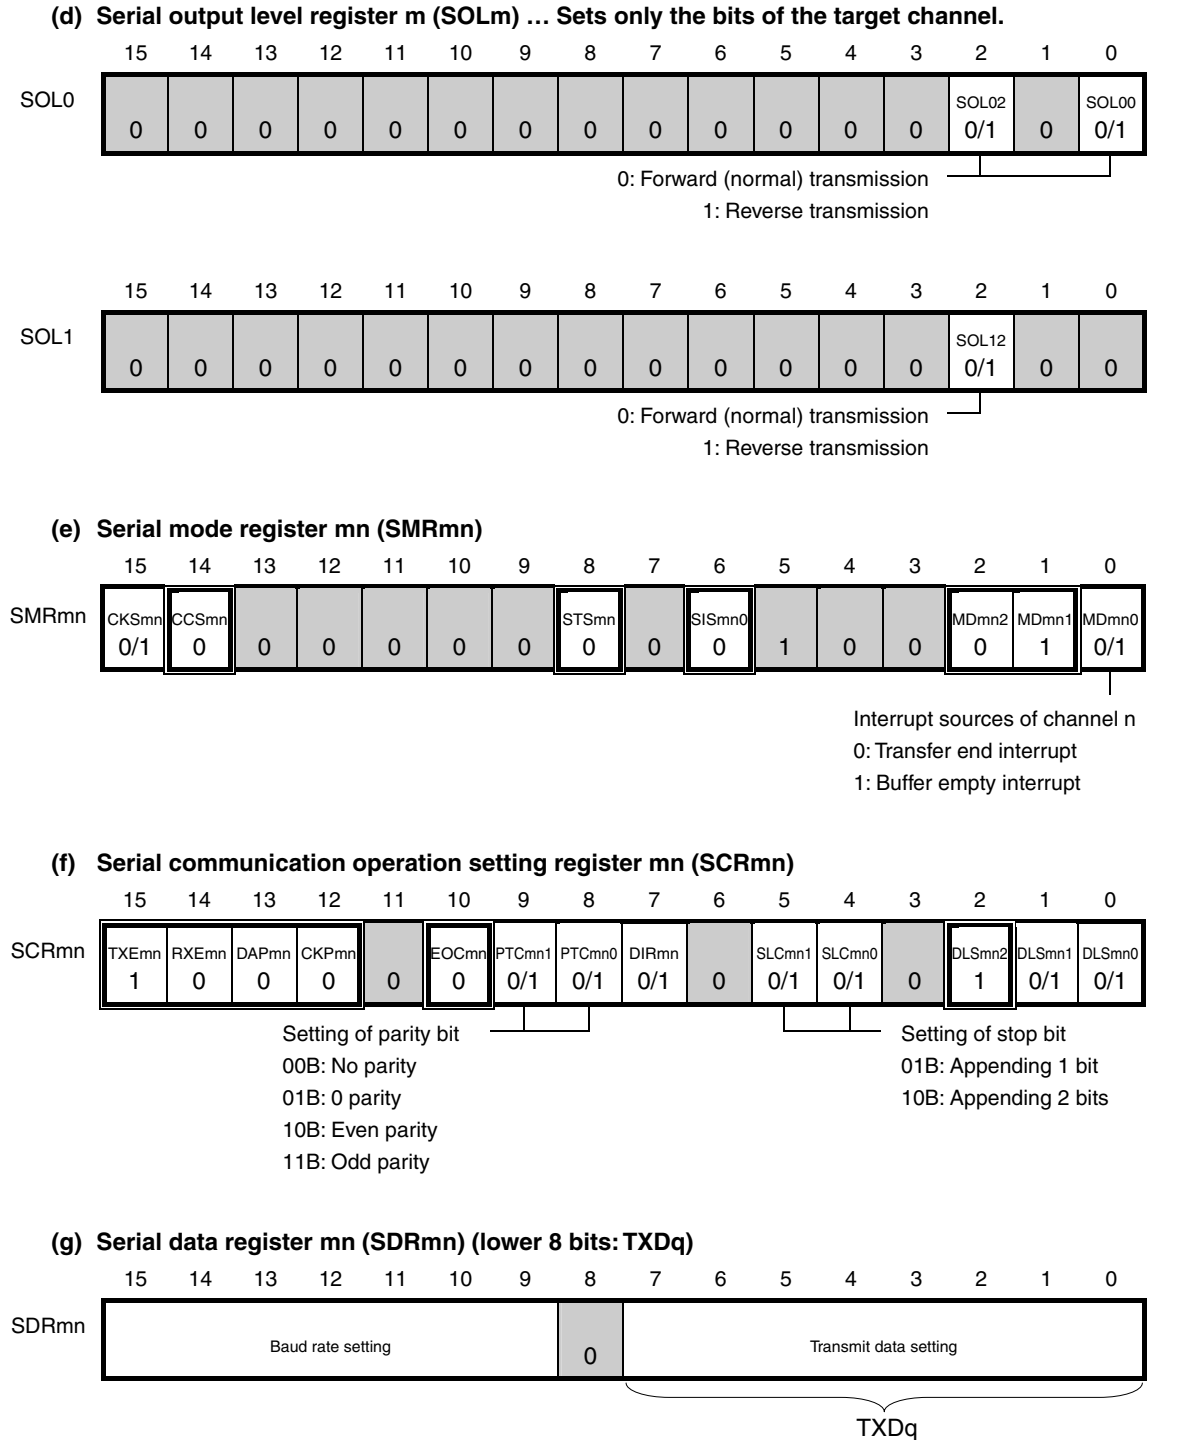 (d) Serial output level register m (SOLm) … Sets only the bits of the target channel.
15 14 13 12 11 10 9 8 7 6 5 4 3 2 1 0
SOL0
SOL02 SOL00
0 0 0 0 0 0 0 0 0 0 0 0 0 0/1 0 0/1
0: Forward (normal) transmission
1: Reverse transmission
15 14 13 12 11 10 9 8 7 6 5 4 3 2 1 0
SOL1
SOL12
0 0 0 0 0 0 0 0 0 0 0 0 0 0/1 0 0
0: Forward (normal) transmission
1: Reverse transmission
(e) Serial mode register mn (SMRmn)
15 14 13 12 11 10 9 8 7 6 5 4 3 2 1 0
SMRmn
CKSmn CCSmn STSmn SISmn0 MDmn2 MDmn1 MDmn0
0/1 0 0 0 0 0 0 0 0 0 1 0 0 0 1 0/1
Interrupt sources of channel n
0: Transfer end interrupt
1: Buffer empty interrupt
(f) Serial communication operation setting register mn (SCRmn)
15 14 13 12 11 10 9 8 7 6 5 4 3 2 1 0
SCRmn
TXEmn RXEmn DAPmn CKPmn EOCmn PTCmn1 PTCmn0 DIRmn SLCmn1 SLCmn0 DLSmn2 DLSmn1 DLSmn0
1 0 0 0 0 0 0/1 0/1 0/1 0 0/1 0/1 0 1 0/1 0/1
Setting of parity bit
00B: No parity
01B: 0 parity
10B: Even parity
11B: Odd parity
Setting of stop bit
01B: Appending 1 bit
10B: Appending 2 bits
(g) Serial data register mn (SDRmn) (lower 8 bits: TXDq)
15 14 13 12 11 10 9 8 7 6 5 4 3 2 1 0
SDRmn
Baud rate setting 0 Transmit data setting
TXDq